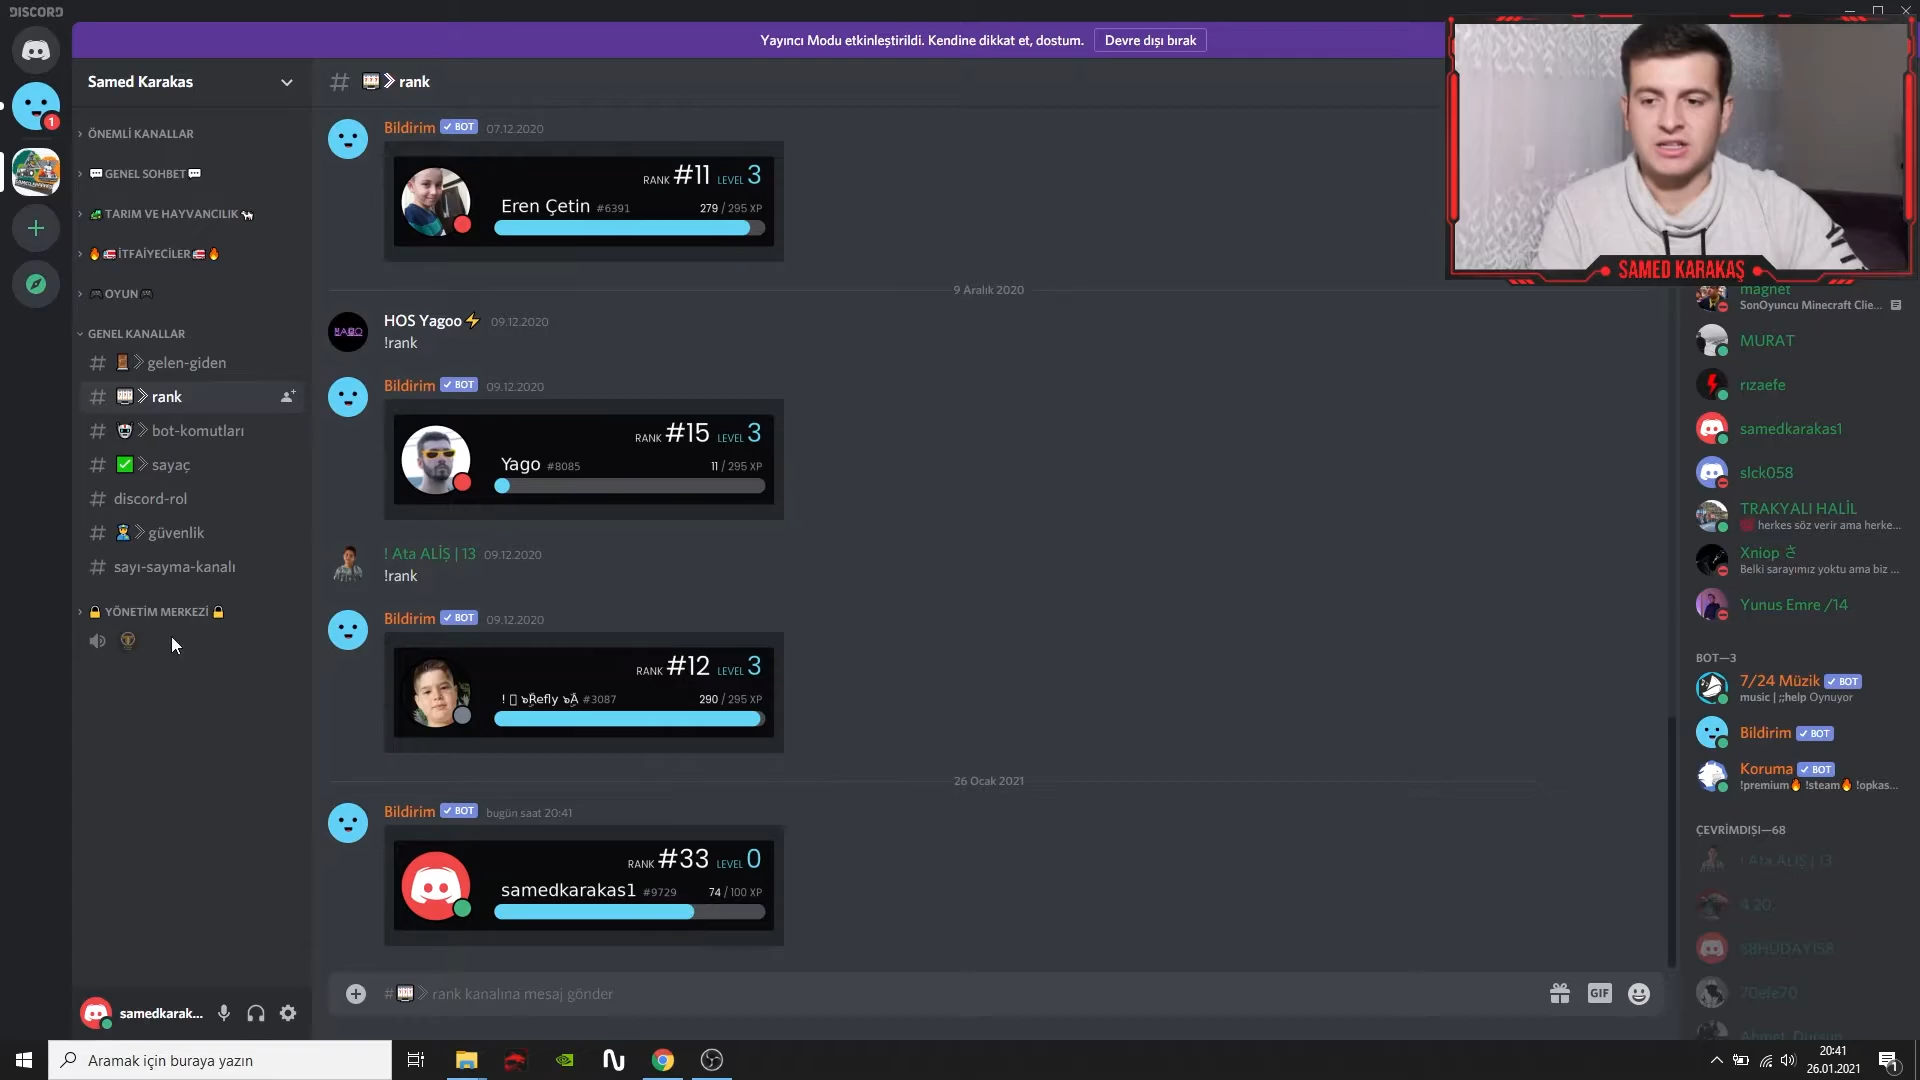 DISCORD
Yayıncı Modu etkinleştirildi. Kendine dikkat et, dostum.
Devre dışı bırak
Samed Karakas
rank
ÖNEMLİ KANALLAR
GENEL SOHBET
TARIM VE HAYVANCILIK
İTFAİYECİLER
OYUN
GENEL KANALLAR
gelen-giden
rank
bot-komutları
sayaç
discord-rol
güvenlik
sayı-sayma-kanalı
YÖNETİM MERKEZİ
samedkarak...
Bildirim BOT 07.12.2020
RANK #11 LEVEL 3
Eren Çetin #6391 279 / 295 XP
9 Aralık 2020
HOS Yagoo 09.12.2020
!rank
Bildirim BOT 09.12.2020
RANK #15 LEVEL 3
Yago #8085 11 / 295 XP
! Ata ALİŞ | 13 09.12.2020
!rank
Bildirim BOT 09.12.2020
RANK #12 LEVEL 3
#3087 290 / 295 XP
26 Ocak 2021
Bildirim BOT bugün saat 20:41
RANK #33 LEVEL 0
samedkarakas1 #9729 74 / 100 XP
# rank kanalına mesaj gönder
GIF
SAMED KARAKAŞ
magnet
SonOyuncu Minecraft Clie...
MURAT
rızaefe
samedkarakas1
slck058
TRAKYALI HALİL
herkes söz verir ama herke...
Xniop さ
Belki sarayımız yoktu ama biz ...
Yunus Emre /14
BOT—3
7/24 Müzik BOT
music | ;;help Oynuyor
Bildirim BOT
Koruma BOT
!premium🔥 !steam🔥 !opkas...
ÇEVRİMDIŞI—68
! Ata ALİŞ | 13
70efe70
Ahmet_Dursun
Aramak için buraya yazın
20:41
26.01.2021
1